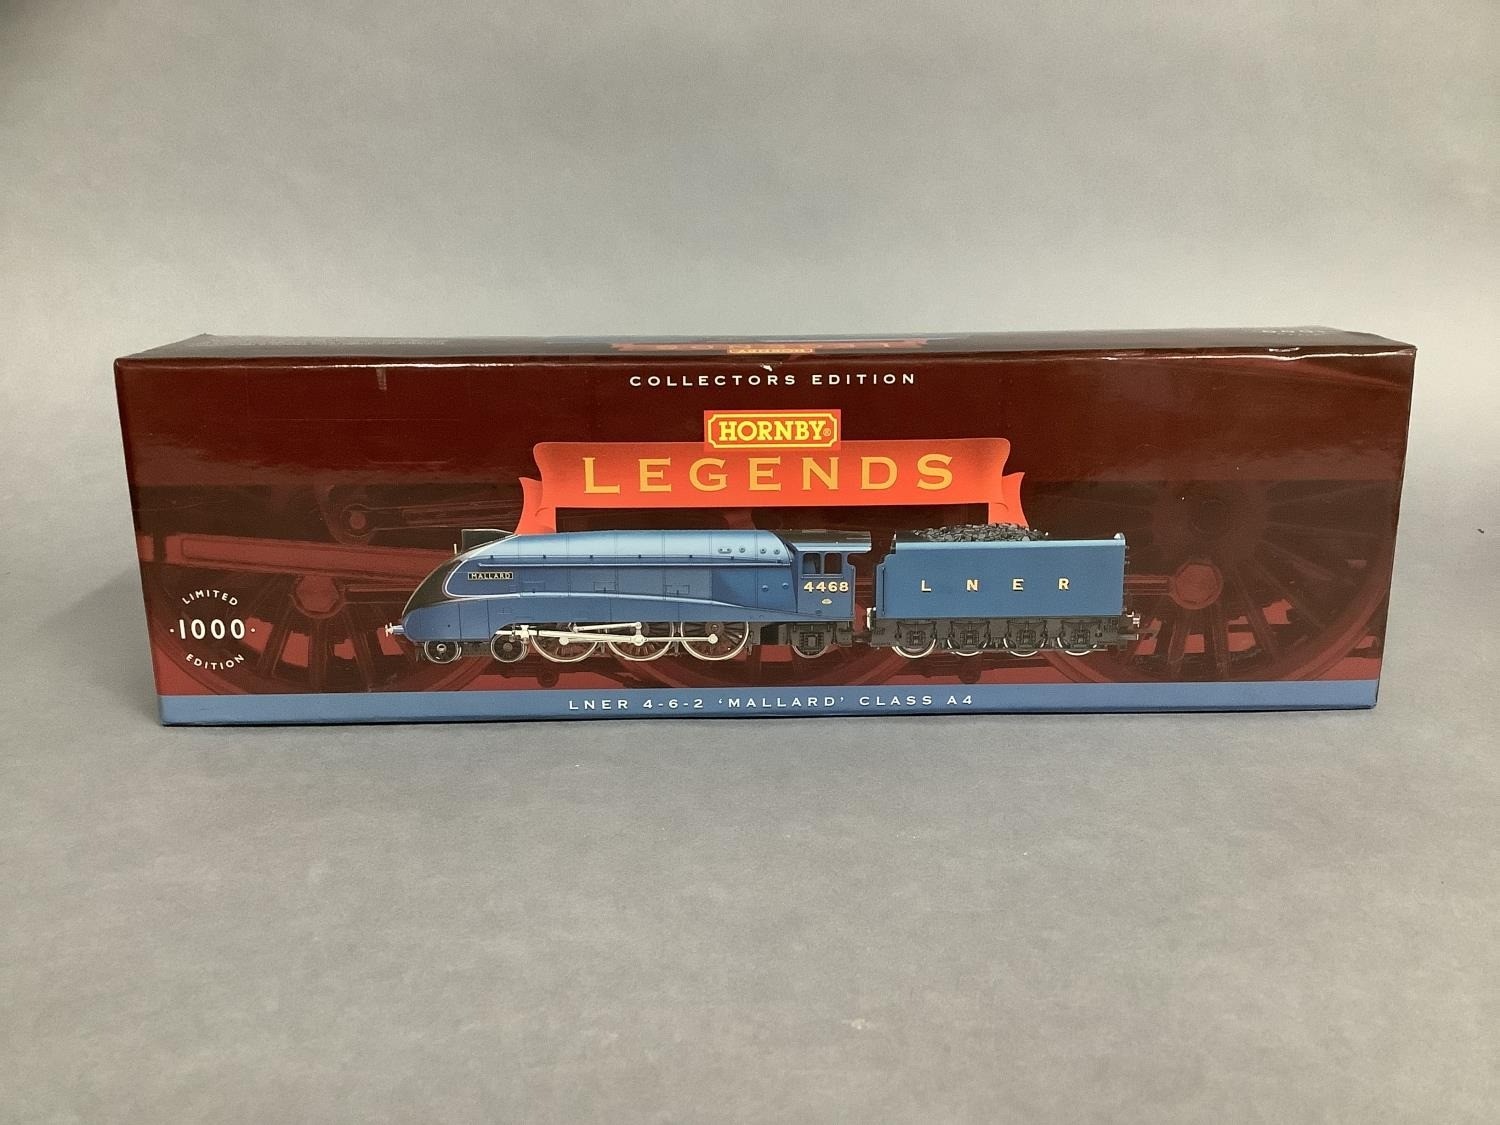 COLLECTORS EDITION
HORNBY®
LEGENDS
MALLARD
4468
L N E R
LIMITED
·1000·
EDITION
LNER 4-6-2 ‘MALLARD’ CLASS A4